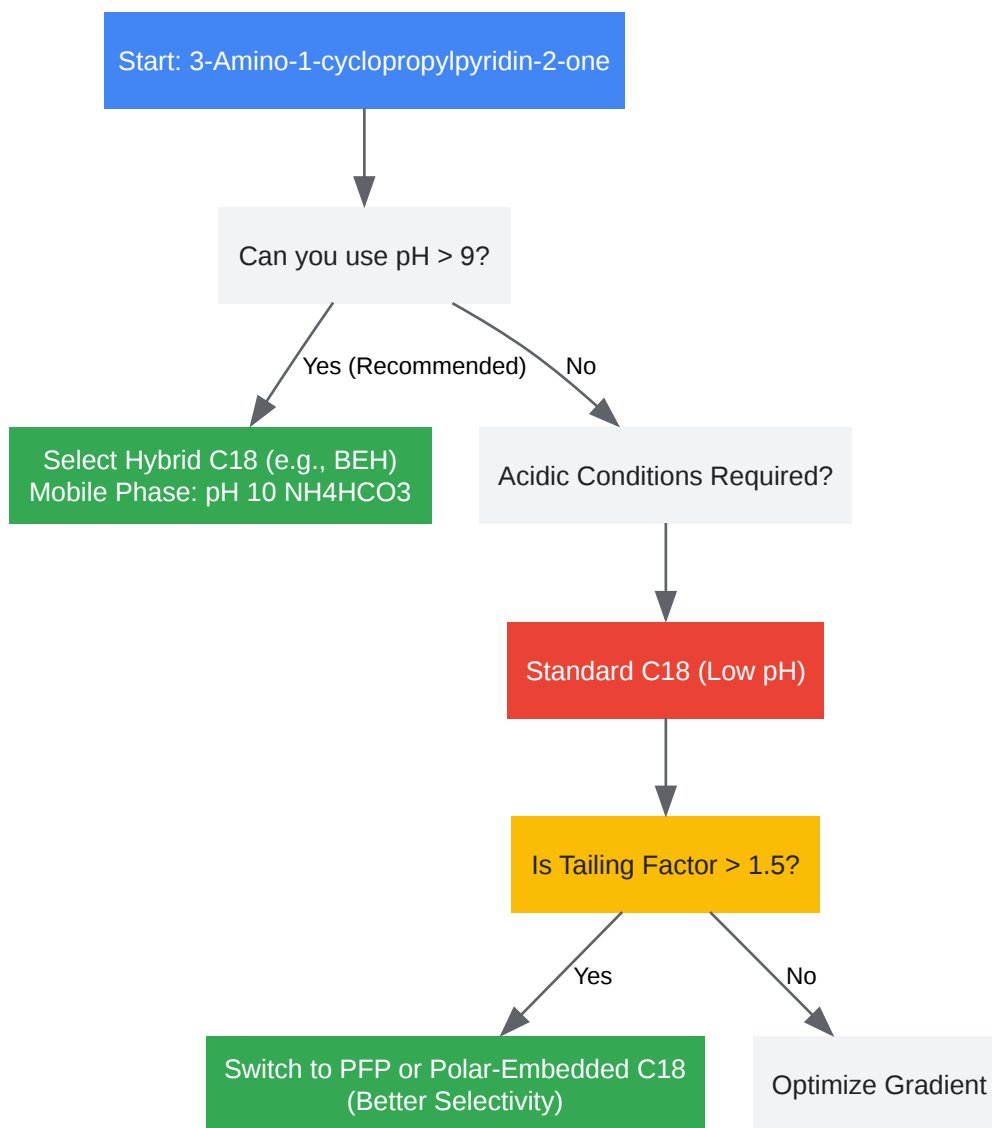 Start: 3-Amino-1-cyclopropylpyridin-2-one
Can you use pH > 9?
Yes (Recommended)
No
Select Hybrid C18 (e.g., BEH)
Mobile Phase: pH 10 NH4HCO3
Acidic Conditions Required?
Standard C18 (Low pH)
Is Tailing Factor > 1.5?
Yes
No
Switch to PFP or Polar-Embedded C18
(Better Selectivity)
Optimize Gradient